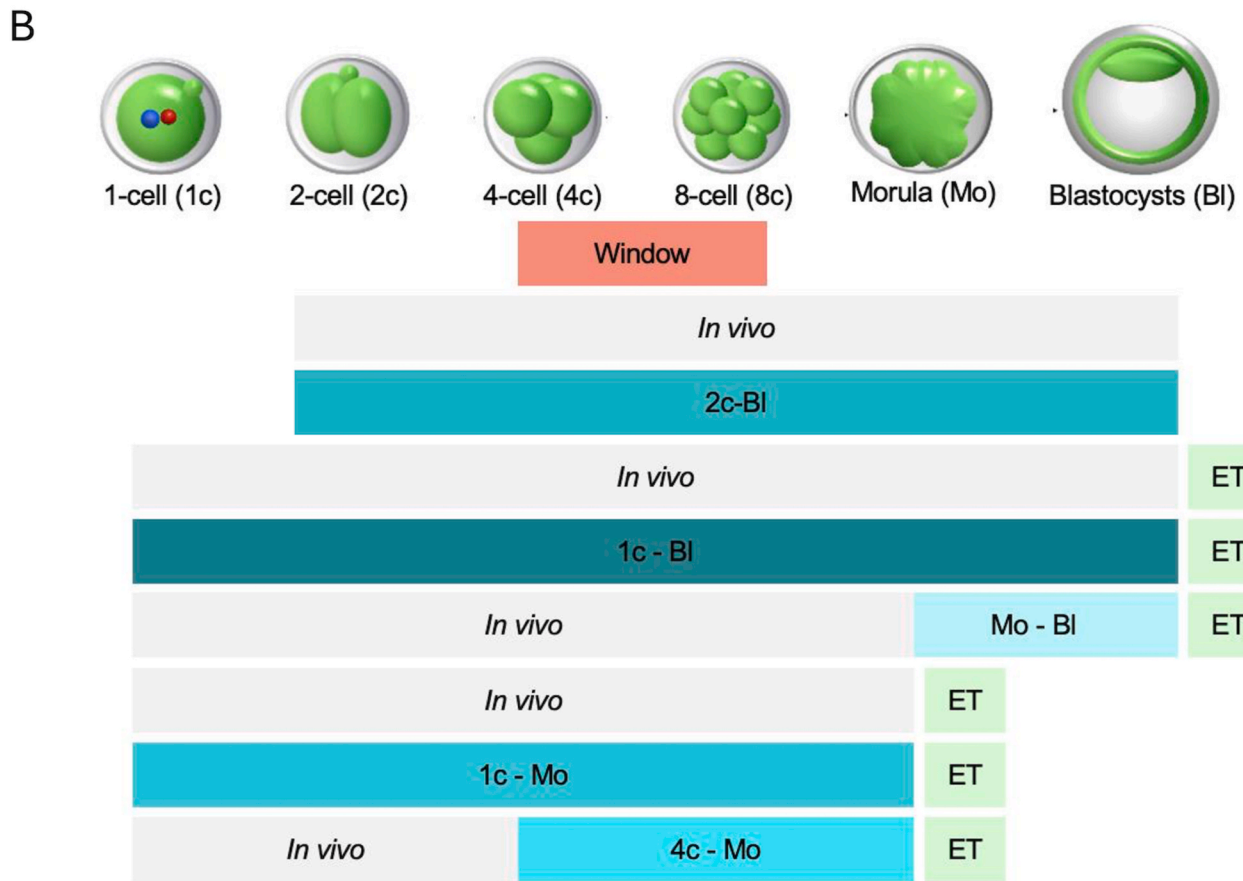 B
1-cell (1c) 2-cell (2c) 4-cell (4c) 8-cell (8c) Morula (Mo) Blastocysts (Bl)
Window
In vivo
2c-Bl
In vivo ET
1c - Bl ET
In vivo Mo - Bl ET
In vivo ET
1c - Mo ET
In vivo 4c - Mo ET